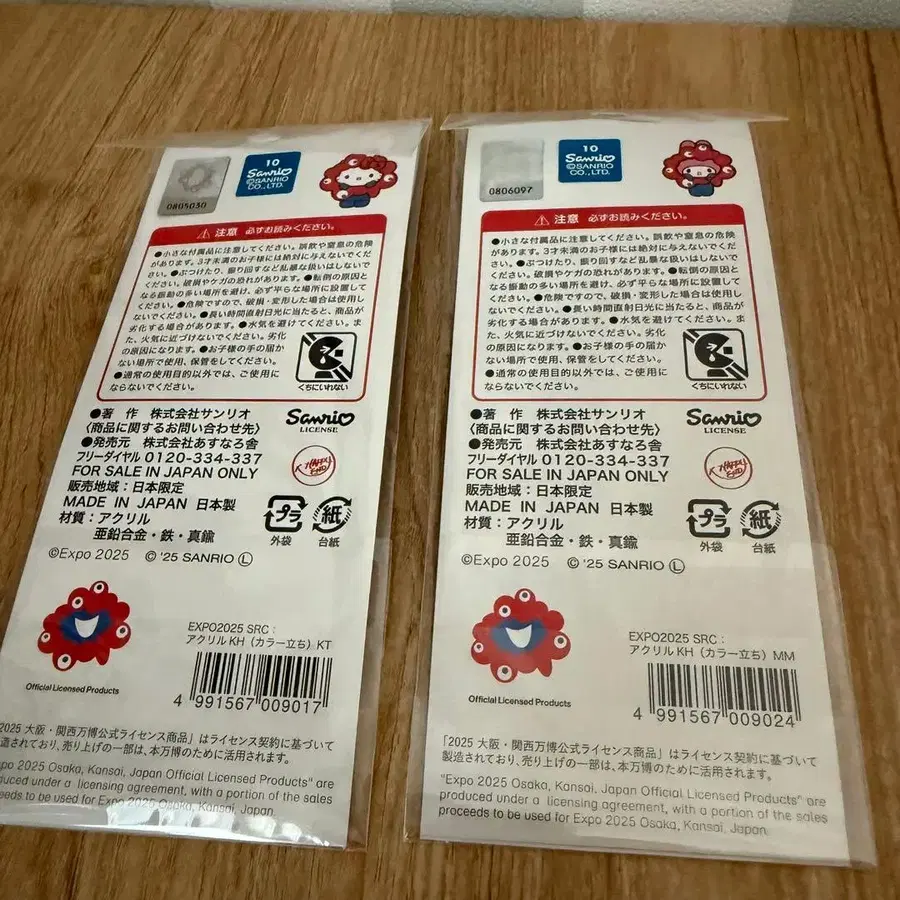 0805030
10
Sanrio
©SANRIO
CO.,LTD.
注意 必ずお読みください。
●小さな付属品に注意してください。誤飲や窒息の危険
があります。3才未満のお子様には絶対に与えないでくだ
さい。●ぶつけたり、振り回すなど乱暴な扱いはしないで
ください。破損やケガの恐れがあります。●転倒の原因と
なる振動の多い場所を避け、必ず平らな場所に設置して
ください。●危険ですので、破損・変形した場合は使用し
ないでください。●長い時間直射日光に当たると、商品が
劣化する場合があります。●水気を避けてください。ま
た、火気に近づけないでください。劣化
の原因になります。●お子様の手の届か
ない場所で使用、保管をしてください。
●通常の使用目的以外では、ご使用に
ならないでください。
くちにいれない
●著 作 株式会社サンリオ
〈商品に関するお問い合わせ先〉
●発売元 株式会社あすなろ舎
フリーダイヤル 0120-334-337
FOR SALE IN JAPAN ONLY
販売地域：日本限定
MADE IN JAPAN 日本製
材質：アクリル
亜鉛合金・鉄・真鍮
Sanrio
LICENSE
HAPPY
END
プラ
外袋
紙
台紙
©Expo 2025 © '25 SANRIO Ⓛ
Official Licensed Products
EXPO2025 SRC：
アクリルKH（カラー立ち）KT
4 991567 009017
2025 大阪・関西万博公式ライセンス商品」はライセンス契約に基づいて
製造されており、売り上げの一部は、本万博のために活用されます。
Expo 2025 Osaka, Kansai, Japan Official Licensed Products" are
oduced under a licensing agreement, with a portion of the sales
ceeds to be used for Expo 2025 Osaka, Kansai, Japan.
0806097
10
Sanrio
©SANRIO
CO.,LTD.
注意 必ずお読みください。
●小さな付属品に注意してください。誤飲や窒息の危険
があります。3才未満のお子様には絶対に与えないでくだ
さい。●ぶつけたり、振り回すなど乱暴な扱いはしないで
ください。破損やケガの恐れがあります。●転倒の原因と
なる振動の多い場所を避け、必ず平らな場所に設置して
ください。●危険ですので、破損・変形した場合は使用し
ないでください。●長い時間直射日光に当たると、商品が
劣化する場合があります。●水気を避けてください。ま
た、火気に近づけないでください。劣化
の原因になります。●お子様の手の届か
ない場所で使用、保管をしてください。
●通常の使用目的以外では、ご使用に
ならないでください。
くちにいれない
●著 作 株式会社サンリオ
〈商品に関するお問い合わせ先〉
●発売元 株式会社あすなろ舎
フリーダイヤル 0120-334-337
FOR SALE IN JAPAN ONLY
販売地域：日本限定
MADE IN JAPAN 日本製
材質：アクリル
亜鉛合金・鉄・真鍮
Sanrio
LICENSE
HAPPY
END
プラ
外袋
紙
台紙
©Expo 2025 © '25 SANRIO Ⓛ
Official Licensed Products
EXPO2025 SRC：
アクリルKH（カラー立ち）MM
4 991567 009024
「2025 大阪・関西万博公式ライセンス商品」はライセンス契約に基づいて
製造されており、売り上げの一部は、本万博のために活用されます。
"Expo 2025 Osaka, Kansai, Japan Official Licensed Products" are
produced under a licensing agreement, with a portion of the sales
proceeds to be used for Expo 2025 Osaka, Kansai, Japan.